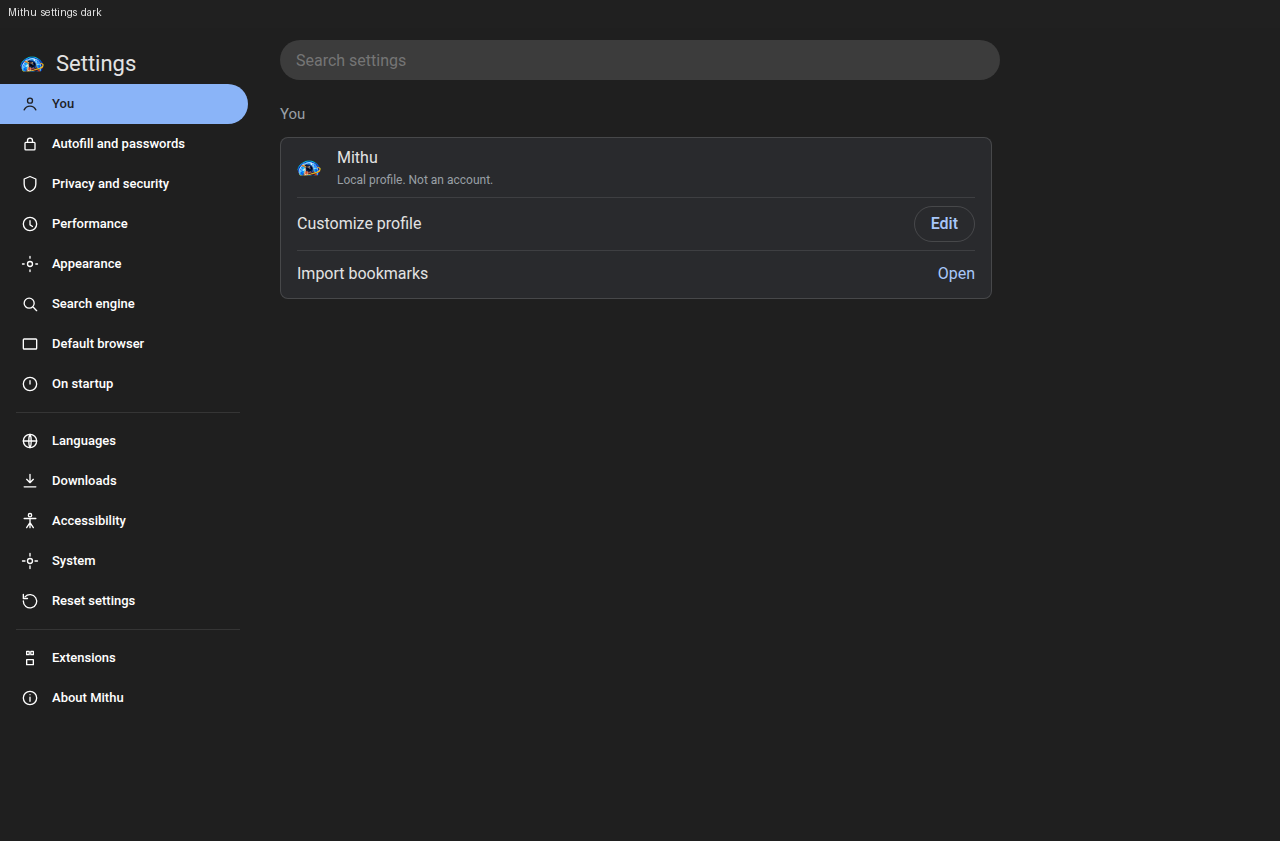 Mithu settings dark
Settings
You
Autofill and passwords
Privacy and security
Performance
Appearance
Search engine
Default browser
On startup
Languages
Downloads
Accessibility
System
Reset settings
Extensions
About Mithu
Search settings
You
Mithu
Local profile. Not an account.
Customize profile
Edit
Import bookmarks
Open